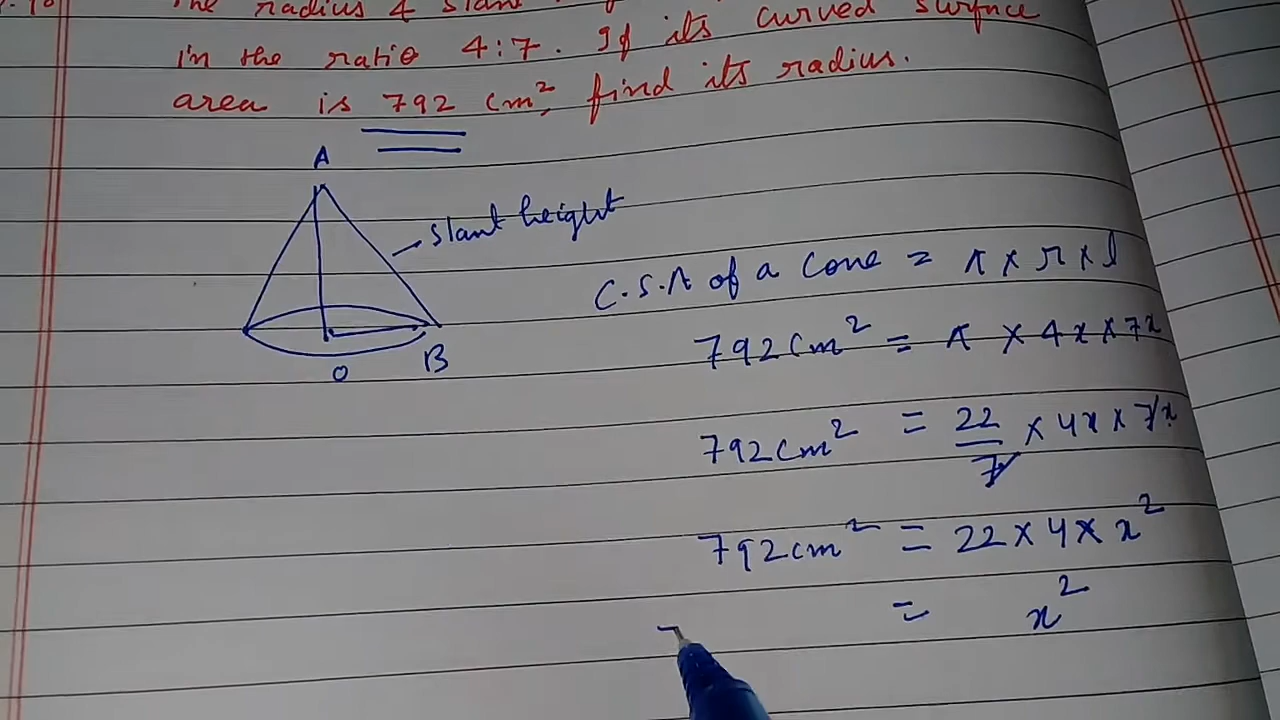 The radius & slant
in the ratio 4:7. If its curved surface
area is 792 cm², find its radius.
A
slant height
O
B
C.S.A of a Cone = π × r × l
792 cm² = π × 4x × 7x
792 cm² = 22/7 × 4x × 7x
792 cm² = 22 × 4 × x²
= x²